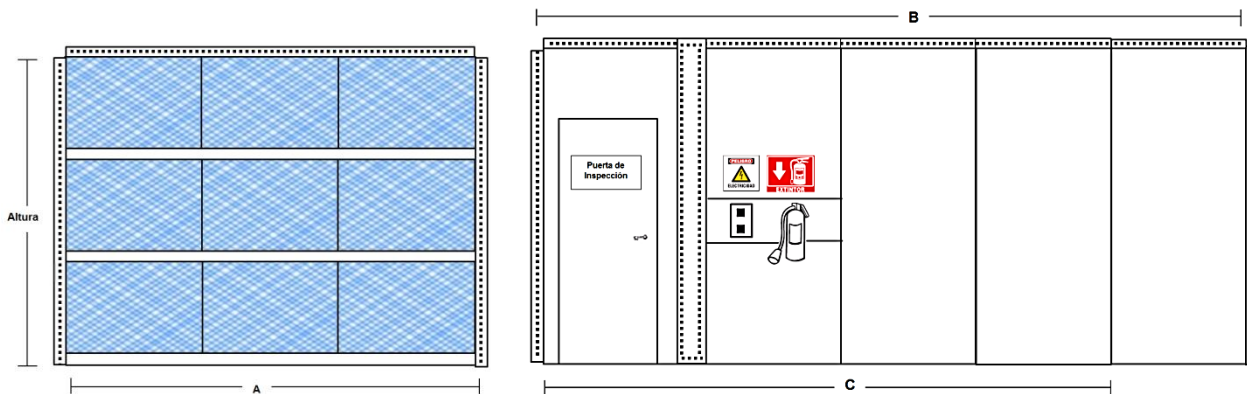 B
Altura
Puerta de
Inspección
PELIGRO
ELECTRICIDAD
EXTINTOR
A
C